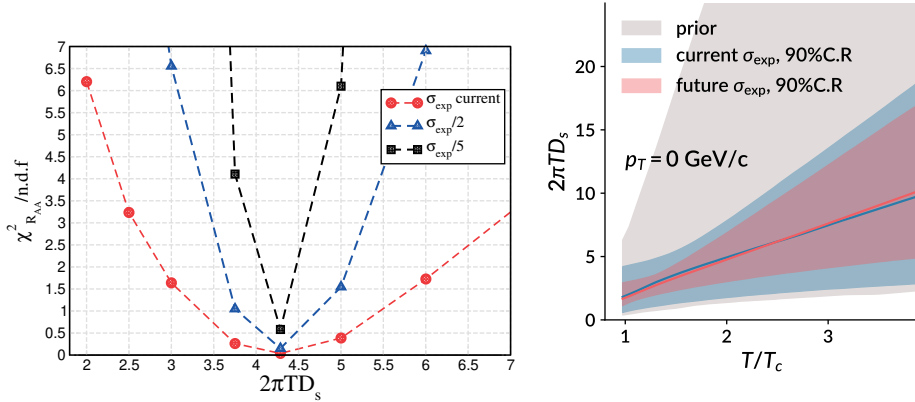 7
6.5
6
5.5
5
4.5
4
3.5
3
2.5
2
1.5
1
0.5
0
χ² R_AA /n.d.f
σ_exp current
σ_exp/2
σ_exp/5
2 2.5 3 3.5 4 4.5 5 5.5 6 6.5 7
2πTD_s
prior
current σ_exp, 90%C.R
future σ_exp, 90%C.R
p_T = 0 GeV/c
20
15
10
5
0
2πTD_s
1 2 3
T/T_c